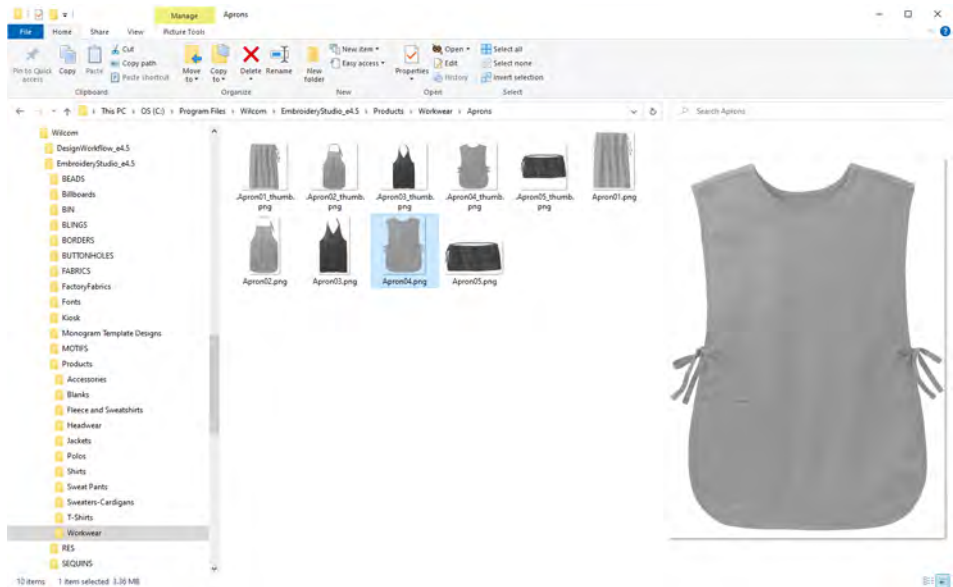 Manage
Aprons
File
Home
Share
View
Picture Tools
Pin to Quick access
Copy
Paste
Cut
Copy path
Paste shortcut
Move to
Copy to
Delete
Rename
New folder
New item
Easy access
Properties
Open
Edit
History
Select all
Select none
Invert selection
Clipboard
Organize
New
Open
Select
This PC › OS (C:) › Program Files › Wilcom › EmbroideryStudio_e4.5 › Products › Workwear › Aprons
Search Aprons
Wilcom
DesignWorkflow_e4.5
EmbroideryStudio_e4.5
BEADS
Billboards
BIN
BLINGS
BORDERS
BUTTONHOLES
FABRICS
FactoryFabrics
Fonts
Kiosk
Monogram Template Designs
MOTIFS
Products
Accessories
Blanks
Fleece and Sweatshirts
Headwear
Jackets
Polos
Shirts
Sweat Pants
Sweaters-Cardigans
T-Shirts
Workwear
RES
SEQUINS
.Apron01_thumb.png
.Apron02_thumb.png
.Apron03_thumb.png
.Apron04_thumb.png
.Apron05_thumb.png
Apron01.png
Apron02.png
Apron03.png
Apron04.png
Apron05.png
10 items
1 item selected 3.36 MB